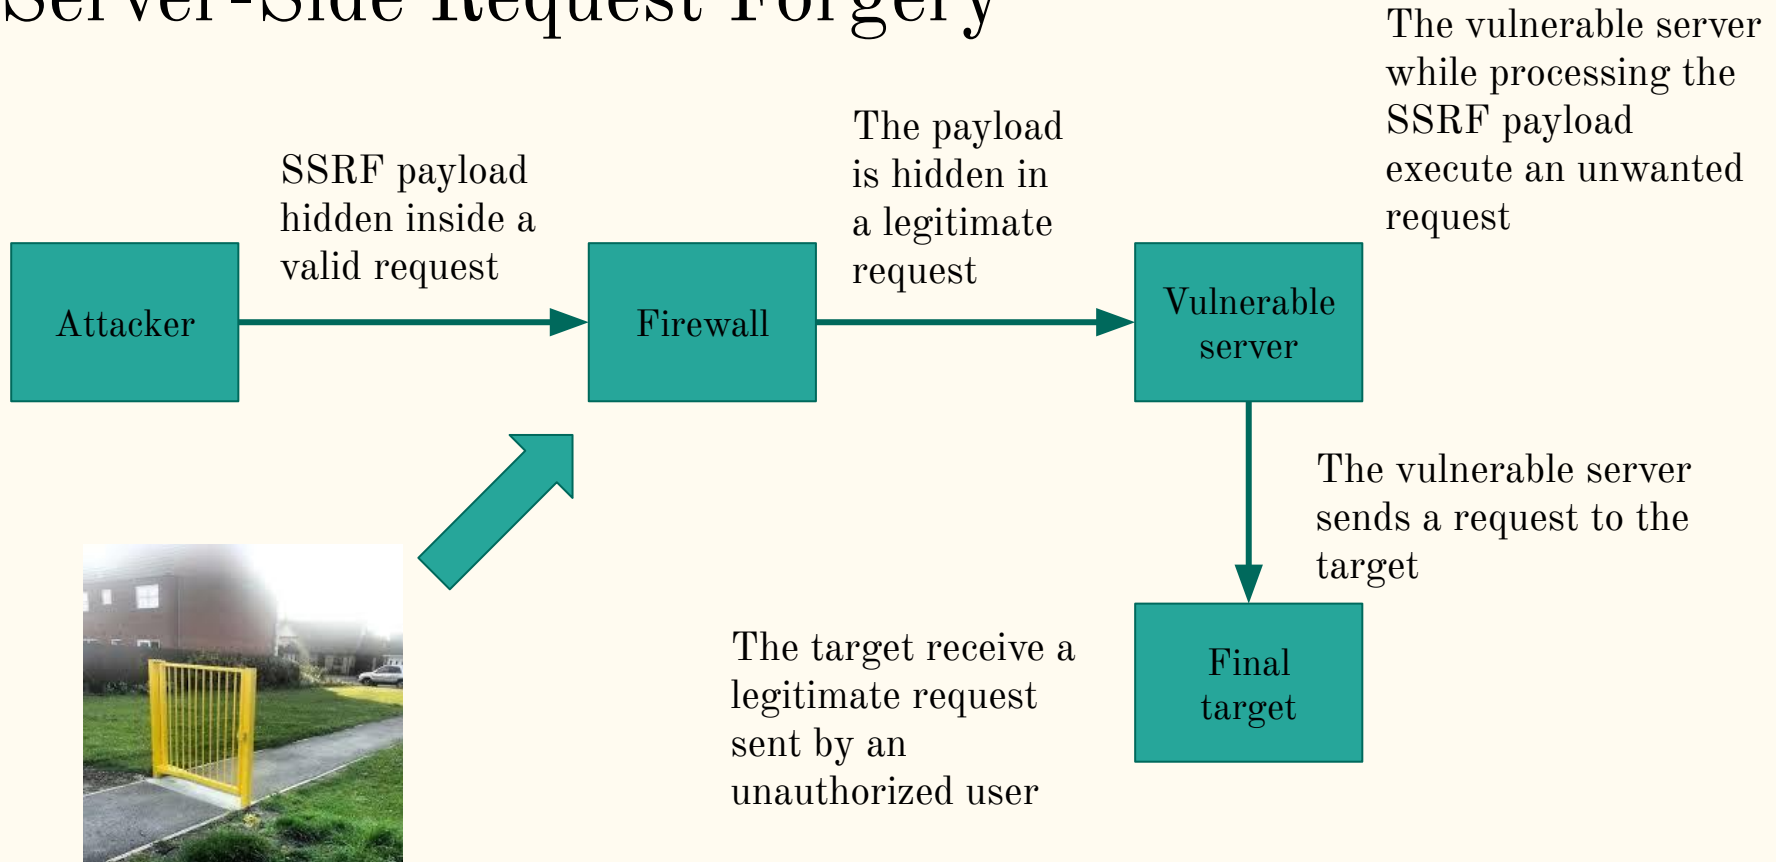 Server-Side Request Forgery
The vulnerable server
while processing the
SSRF payload
execute an unwanted
request
SSRF payload
hidden inside a
valid request
The payload
is hidden in
a legitimate
request
Attacker
Firewall
Vulnerable
server
The vulnerable server
sends a request to the
target
The target receive a
legitimate request
sent by an
unauthorized user
Final
target